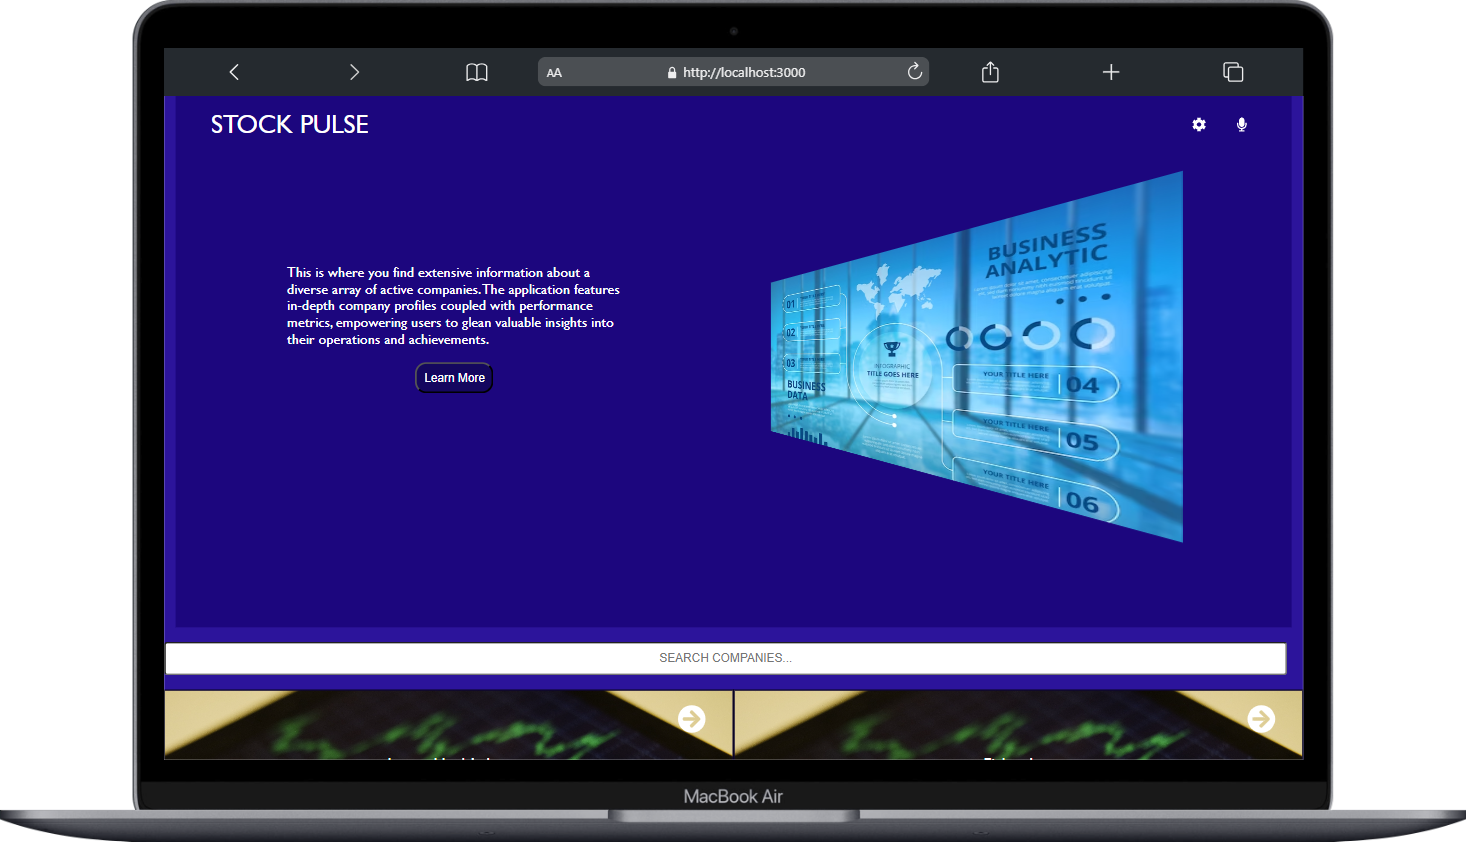 AA
http://localhost:3000
STOCK PULSE
This is where you find extensive information about a
diverse array of active companies. The application features
in-depth company profiles coupled with performance
metrics, empowering users to glean valuable insights into
their operations and achievements.
Learn More
BUSINESS
ANALYTIC
01
02
03
INFOGRAPHIC
TITLE GOES HERE
BUSINESS
DATA
YOUR TITLE HERE
04
YOUR TITLE HERE
05
YOUR TITLE HERE
06
SEARCH COMPANIES...
MacBook Air